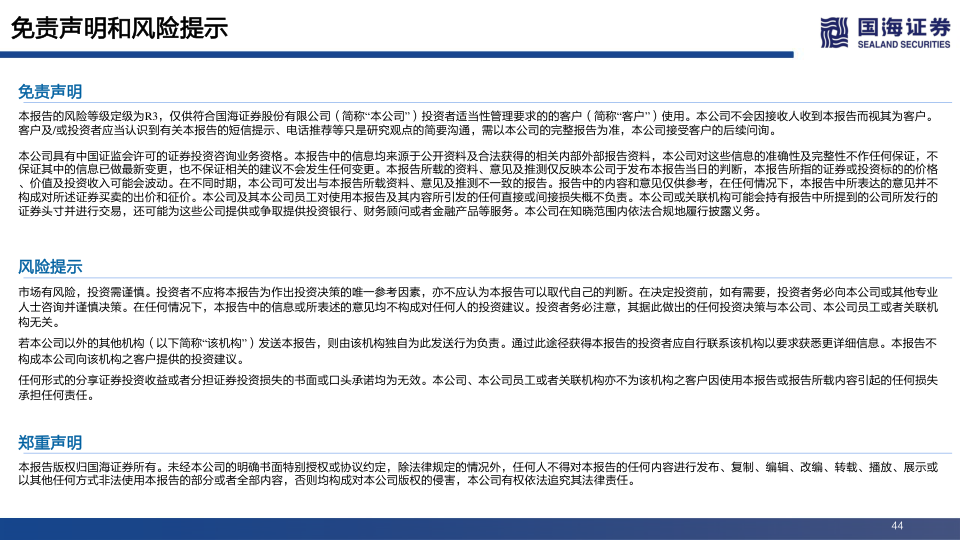 免责声明和风险提示
国海证券
SEALAND SECURITIES
免责声明
本报告的风险等级定级为R3，仅供符合国海证券股份有限公司（简称“本公司”）投资者适当性管理要求的的客户（简称“客户”）使用。本公司不会因接收人收到本报告而视其为客户。
客户及/或投资者应当认识到有关本报告的短信提示、电话推荐等只是研究观点的简要沟通，需以本公司的完整报告为准，本公司接受客户的后续问询。
本公司具有中国证监会许可的证券投资咨询业务资格。本报告中的信息均来源于公开资料及合法获得的相关内部外部报告资料，本公司对这些信息的准确性及完整性不作任何保证，不
保证其中的信息已做最新变更，也不保证相关的建议不会发生任何变更。本报告所载的资料、意见及推测仅反映本公司于发布本报告当日的判断，本报告所指的证券或投资标的的价格
、价值及投资收入可能会波动。在不同时期，本公司可发出与本报告所载资料、意见及推测不一致的报告。报告中的内容和意见仅供参考，在任何情况下，本报告中所表达的意见并不
构成对所述证券买卖的出价和征价。本公司及其本公司员工对使用本报告及其内容所引发的任何直接或间接损失概不负责。本公司或关联机构可能会持有报告中所提到的公司所发行的
证券头寸并进行交易，还可能为这些公司提供或争取提供投资银行、财务顾问或者金融产品等服务。本公司在知晓范围内依法合规地履行披露义务。
风险提示
市场有风险，投资需谨慎。投资者不应将本报告为作出投资决策的唯一参考因素，亦不应认为本报告可以取代自己的判断。在决定投资前，如有需要，投资者务必向本公司或其他专业
人士咨询并谨慎决策。在任何情况下，本报告中的信息或所表述的意见均不构成对任何人的投资建议。投资者务必注意，其据此做出的任何投资决策与本公司、本公司员工或者关联机
构无关。
若本公司以外的其他机构（以下简称“该机构”）发送本报告，则由该机构独自为此发送行为负责。通过此途径获得本报告的投资者应自行联系该机构以要求获悉更详细信息。本报告不
构成本公司向该机构之客户提供的投资建议。
任何形式的分享证券投资收益或者分担证券投资损失的书面或口头承诺均为无效。本公司、本公司员工或者关联机构亦不为该机构之客户因使用本报告或报告所载内容引起的任何损失
承担任何责任。
郑重声明
本报告版权归国海证券所有。未经本公司的明确书面特别授权或协议约定，除法律规定的情况外，任何人不得对本报告的任何内容进行发布、复制、编辑、改编、转载、播放、展示或
以其他任何方式非法使用本报告的部分或者全部内容，否则均构成对本公司版权的侵害，本公司有权依法追究其法律责任。
44